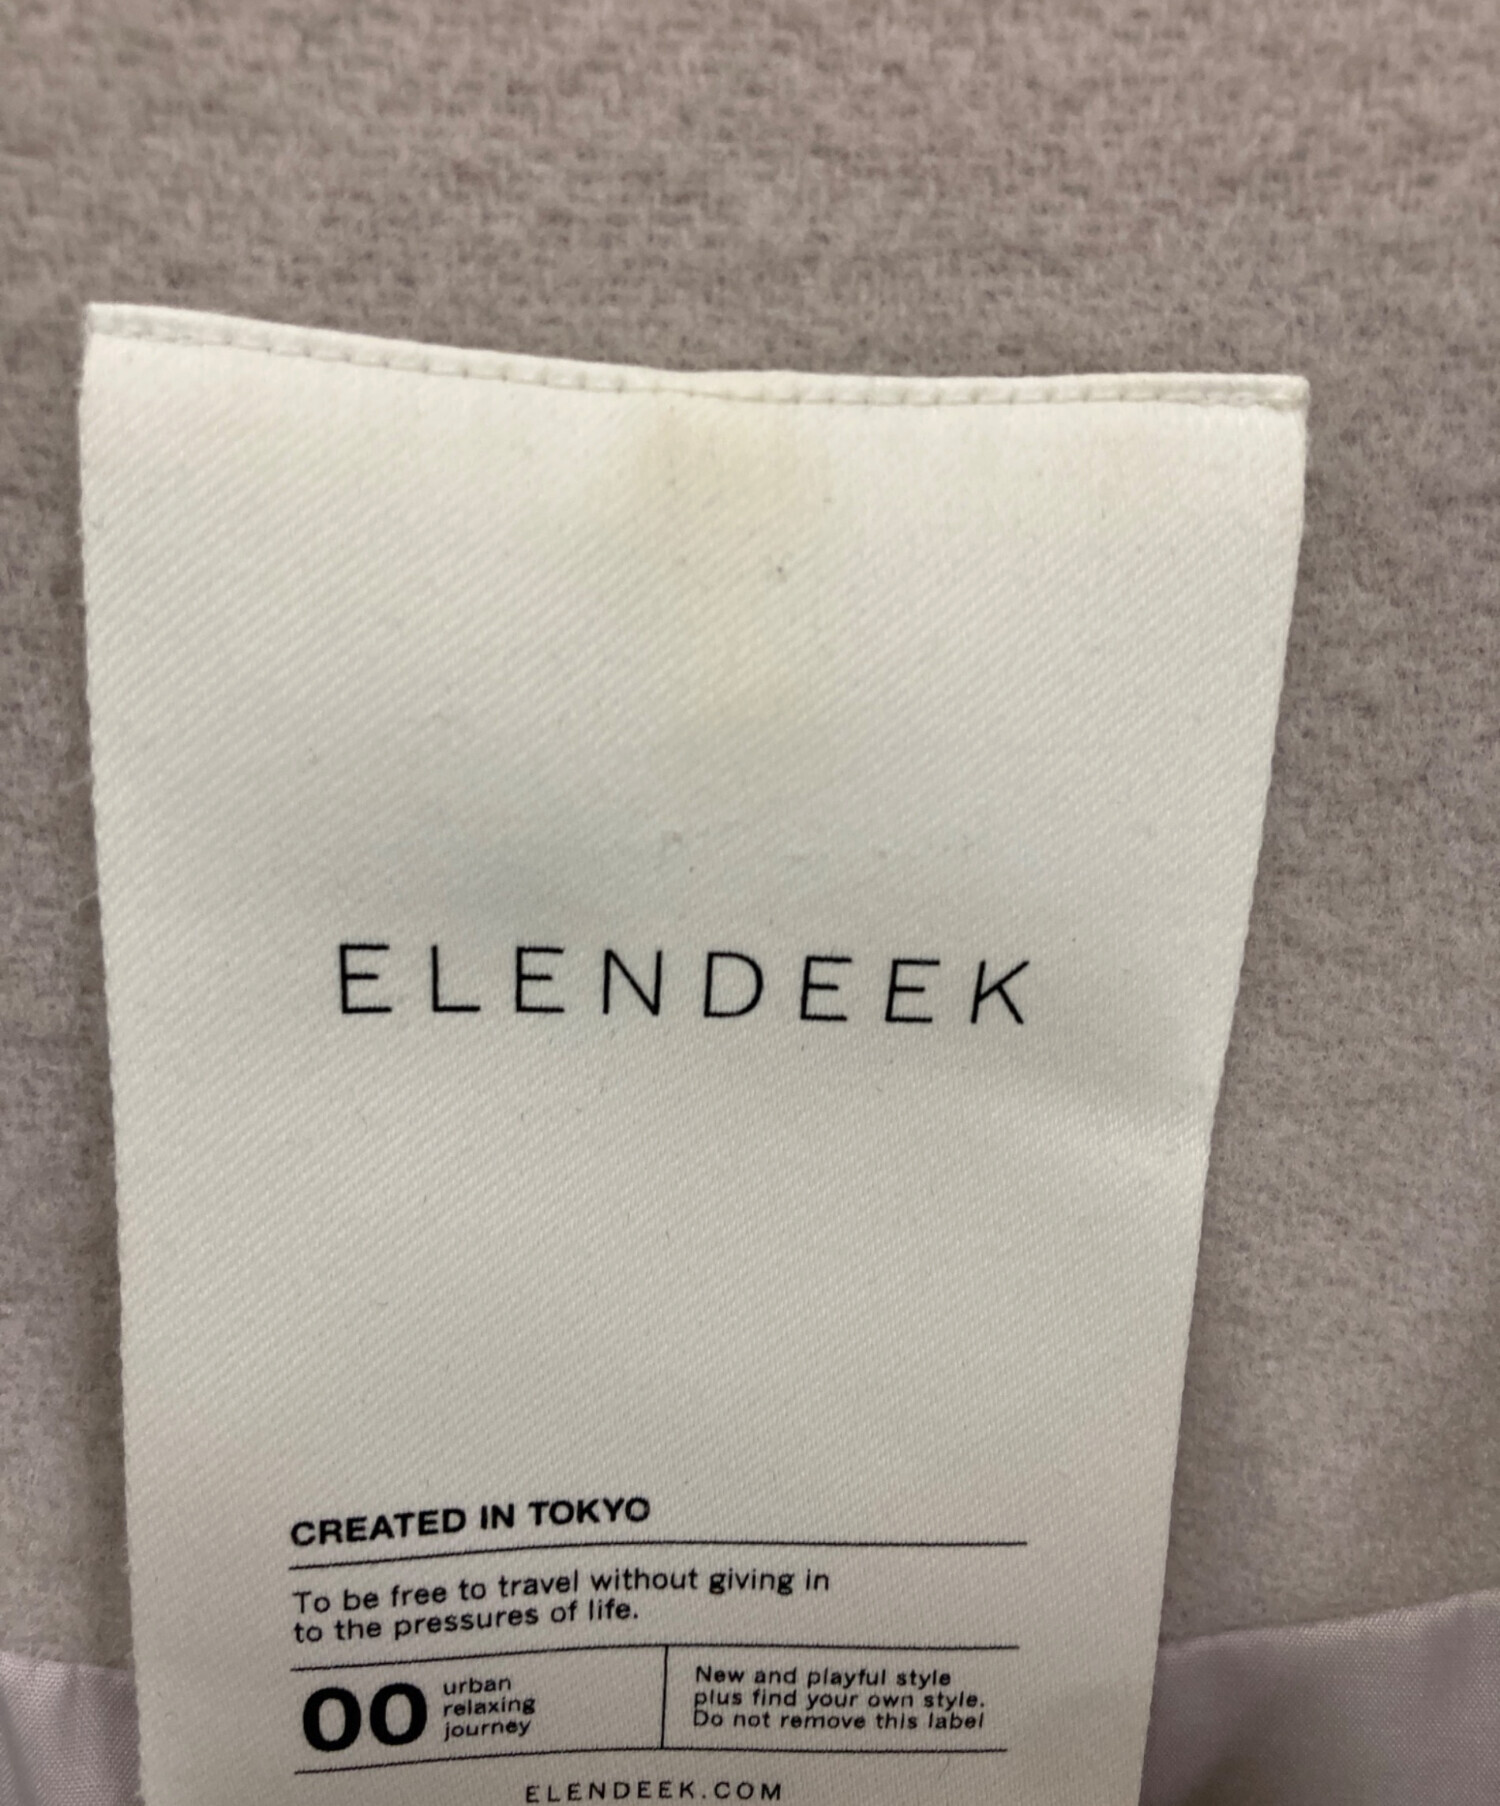 ELENDEEK
CREATED IN TOKYO
To be free to travel without giving in
to the pressures of life.
00
urban
relaxing
journey
New and playful style
plus find your own style.
Do not remove this label
ELENDEEK.COM